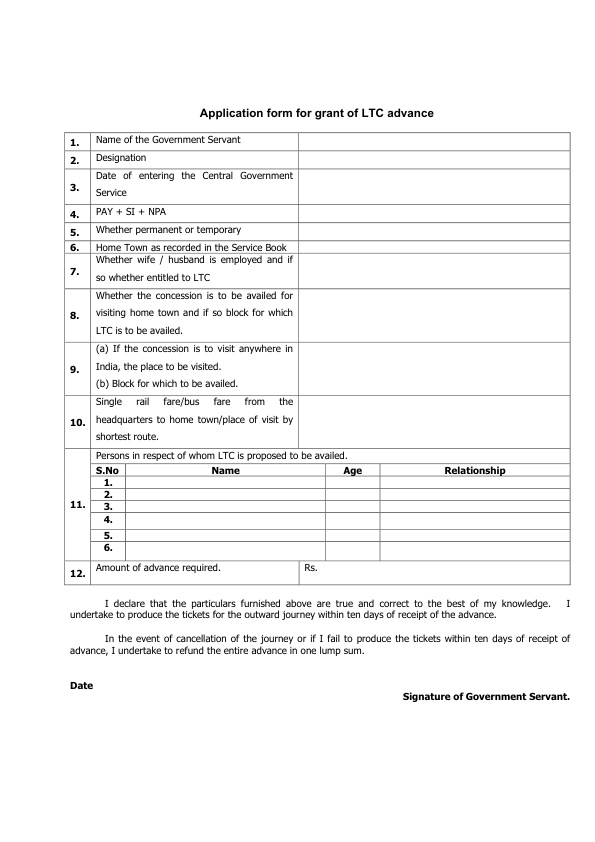 Application form for grant of LTC advance
1. Name of the Government Servant
2. Designation
3. Date of entering the Central Government
Service
4. PAY + SI + NPA
5. Whether permanent or temporary
6. Home Town as recorded in the Service Book
7. Whether wife / husband is employed and if
so whether entitled to LTC
8. Whether the concession is to be availed for
visiting home town and if so block for which
LTC is to be availed.
9. (a) If the concession is to visit anywhere in
India, the place to be visited.
(b) Block for which to be availed.
10. Single rail fare/bus fare from the
headquarters to home town/place of visit by
shortest route.
11. Persons in respect of whom LTC is proposed to be availed.
S.No Name Age Relationship
1.
2.
3.
4.
5.
6.
12. Amount of advance required. Rs.
I declare that the particulars furnished above are true and correct to the best of my knowledge. I
undertake to produce the tickets for the outward journey within ten days of receipt of the advance.
In the event of cancellation of the journey or if I fail to produce the tickets within ten days of receipt of
advance, I undertake to refund the entire advance in one lump sum.
Date
Signature of Government Servant.